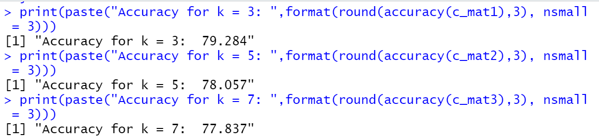 > print(paste("Accuracy for k = 3: ",format(round(accuracy(c_mat1),3), nsmall
 = 3)))
[1] "Accuracy for k = 3:  79.284"
> print(paste("Accuracy for k = 5: ",format(round(accuracy(c_mat2),3), nsmall
 = 3)))
[1] "Accuracy for k = 5:  78.057"
> print(paste("Accuracy for k = 7: ",format(round(accuracy(c_mat3),3), nsmall
 = 3)))
[1] "Accuracy for k = 7:  77.837"